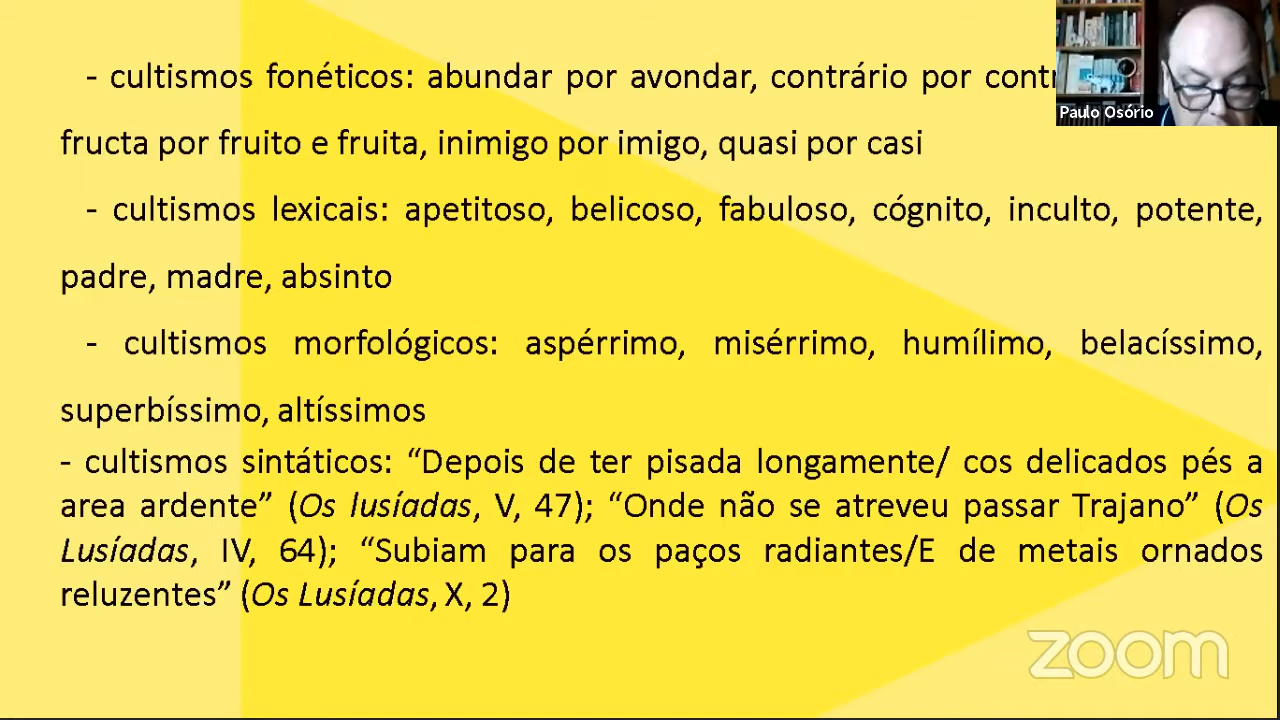 - cultismos fonéticos: abundar por avondar, contrário por
fructa por fruito e fruita, inimigo por imigo, quasi por casi
- cultismos lexicais: apetitoso, belicoso, fabuloso, cógnito, inculto, potente,
padre, madre, absinto
- cultismos morfológicos: aspérrimo, misérrimo, humílimo, belacíssimo,
superbíssimo, altíssimos
- cultismos sintáticos: “Depois de ter pisada longamente/ cos delicados pés a
area ardente” (Os lusíadas, V, 47); “Onde não se atreveu passar Trajano” (Os
Lusíadas, IV, 64); “Subiam para os paços radiantes/E de metais ornados
reluzentes” (Os Lusíadas, X, 2)
Paulo Osório
zoom